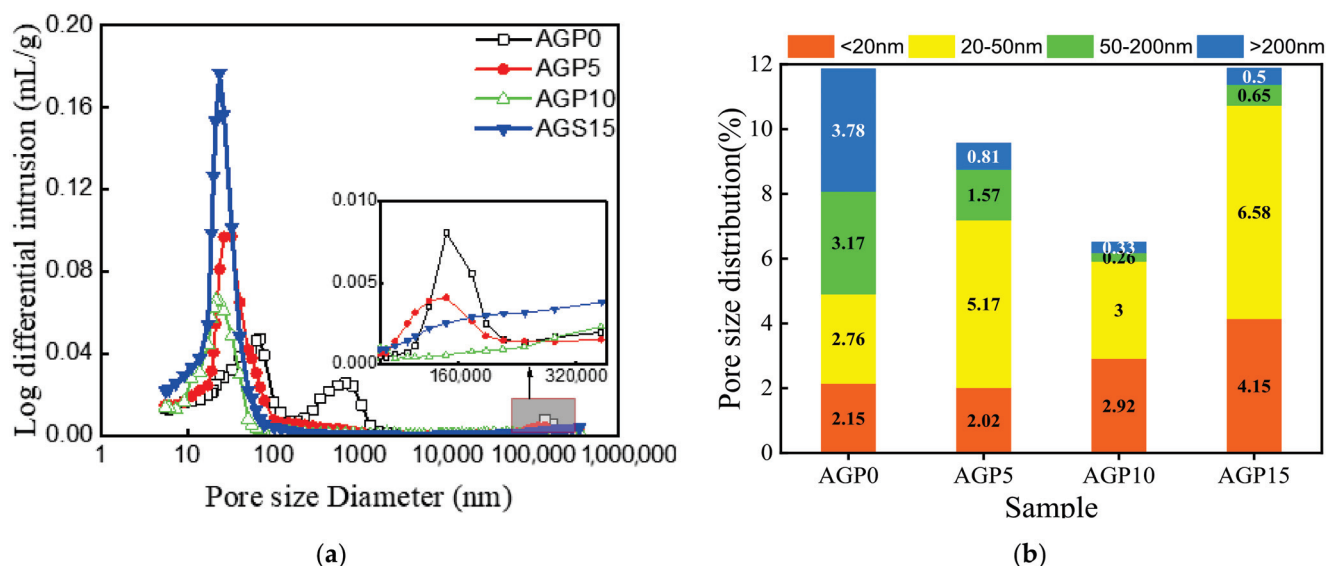 0.20
0.16
0.12
0.08
0.04
0.00
Log differential intrusion (mL/g)
AGP0
AGP5
AGP10
AGS15
0.010
0.005
0.000
160,000
320,000
1
10
100
1000
10,000
100,000
1,000,000
Pore size Diameter (nm)
(a)
<20nm
20-50nm
50-200nm
>200nm
12
10
8
6
4
2
0
Pore size distribution(%)
3.78
3.17
2.76
2.15
0.81
1.57
5.17
2.02
0.33
0.26
3
2.92
0.5
0.65
6.58
4.15
AGP0
AGP5
AGP10
AGP15
Sample
(b)